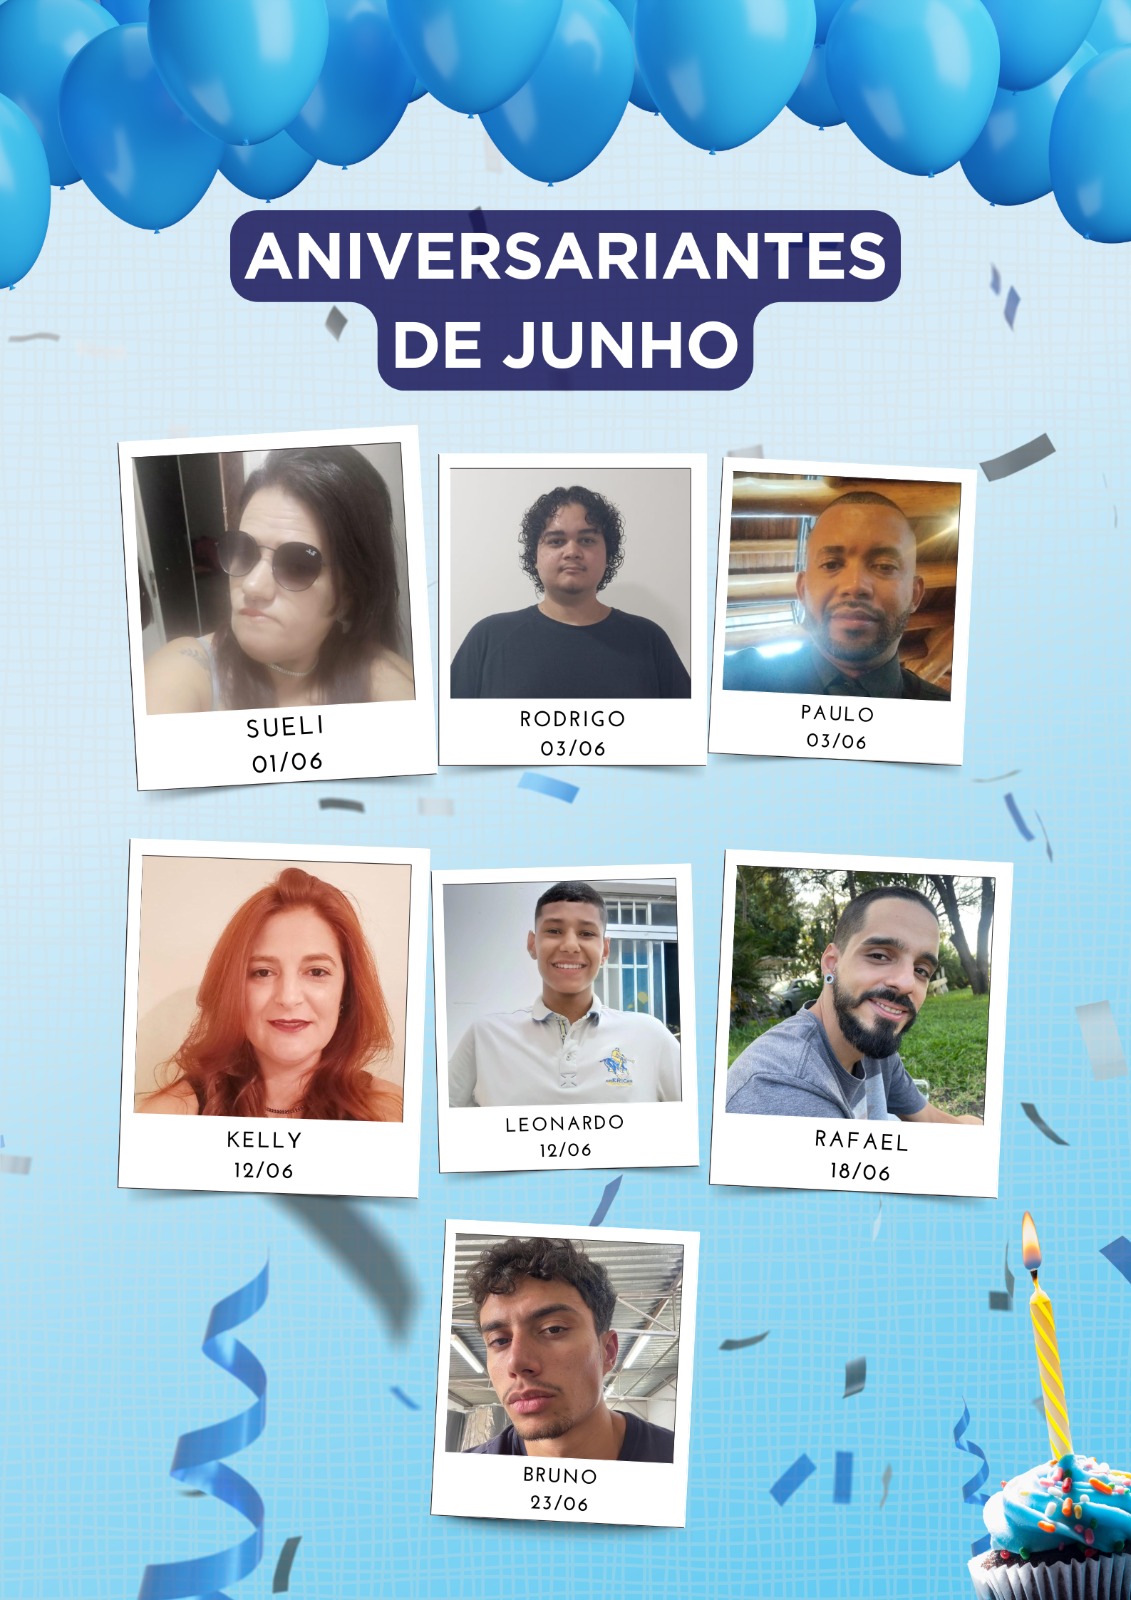 ANIVERSARIANTES
DE JUNHO
SUELI
01/06
RODRIGO
03/06
PAULO
03/06
KELLY
12/06
LEONARDO
12/06
RAFAEL
18/06
BRUNO
23/06